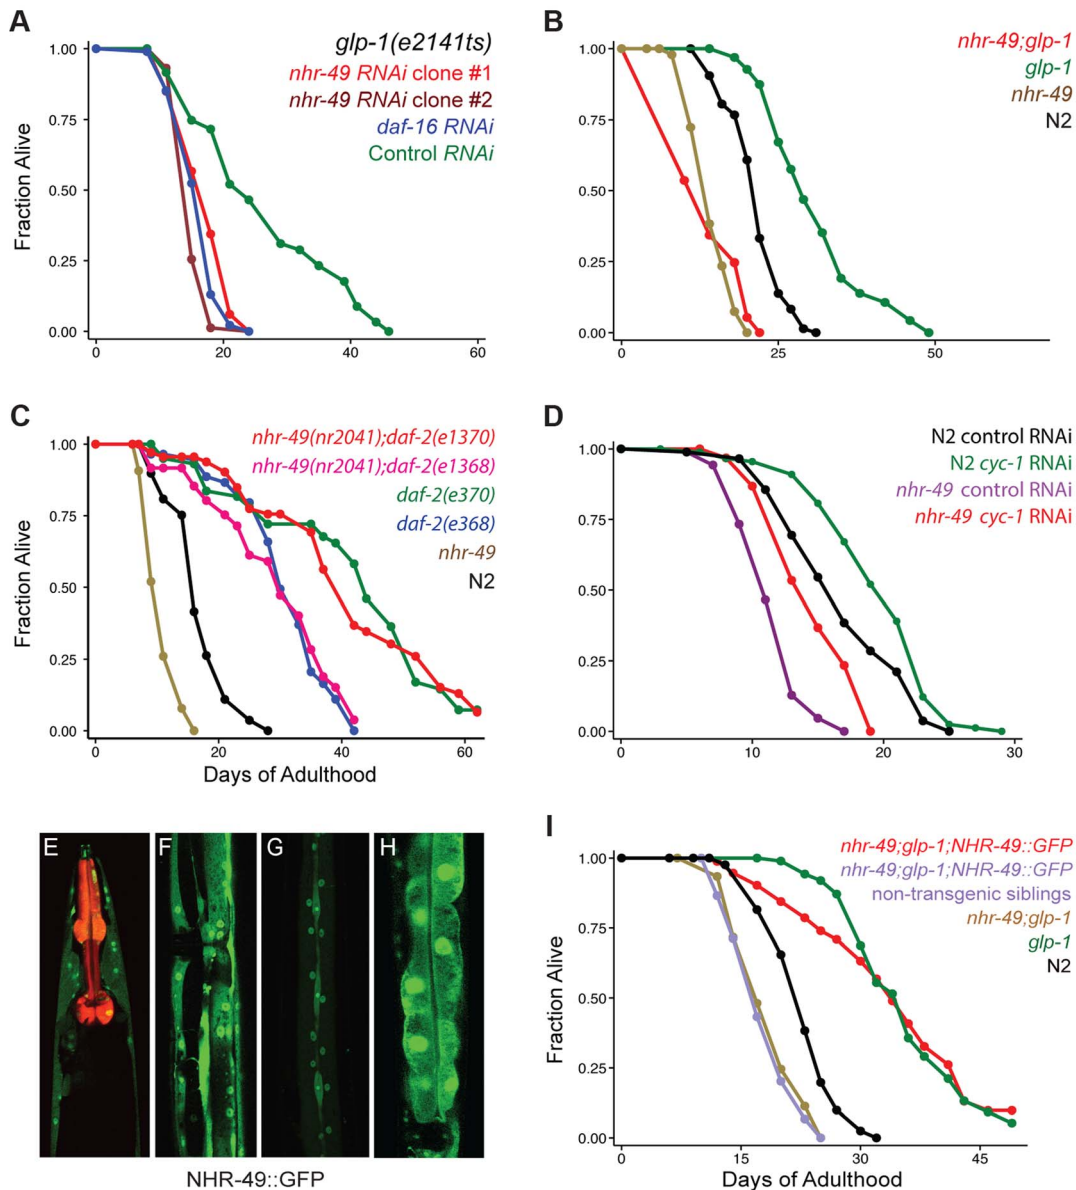 A
glp-1(e2141ts)
nhr-49 RNAi clone #1
nhr-49 RNAi clone #2
daf-16 RNAi
Control RNAi
Fraction Alive
1.00
0.75
0.50
0.25
0.00
0
20
40
60
B
nhr-49;glp-1
glp-1
nhr-49
N2
1.00
0.75
0.50
0.25
0.00
0
25
50
C
nhr-49(nr2041);daf-2(e1370)
nhr-49(nr2041);daf-2(e1368)
daf-2(e370)
daf-2(e368)
nhr-49
N2
Fraction Alive
1.00
0.75
0.50
0.25
0.00
0
20
40
60
Days of Adulthood
D
N2 control RNAi
N2 cyc-1 RNAi
nhr-49 control RNAi
nhr-49 cyc-1 RNAi
1.00
0.75
0.50
0.25
0.00
0
10
20
30
E
F
G
H
NHR-49::GFP
I
nhr-49;glp-1;NHR-49::GFP
nhr-49;glp-1;NHR-49::GFP
non-transgenic siblings
nhr-49;glp-1
glp-1
N2
Fraction Alive
1.00
0.75
0.50
0.25
0.00
0
15
30
45
Days of Adulthood